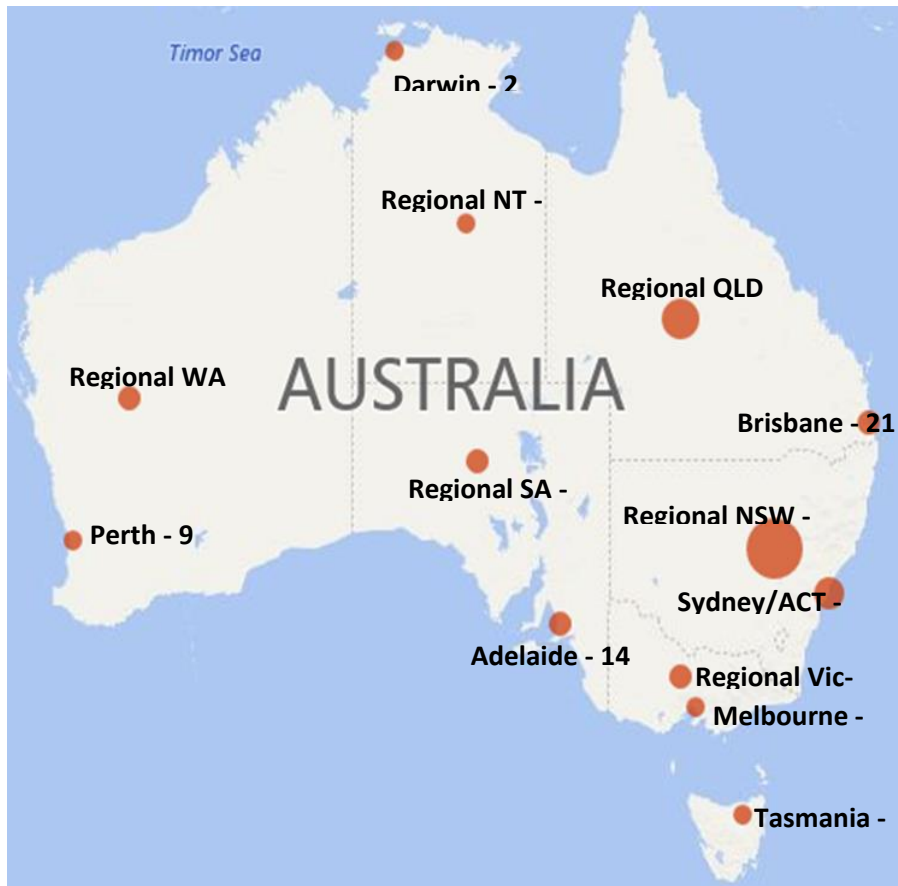 Timor Sea
Darwin - 2
Regional NT -
Regional QLD
Regional WA
AUSTRALIA
Brisbane - 21
Regional SA -
Regional NSW -
Perth - 9
Sydney/ACT -
Adelaide - 14
Regional Vic-
Melbourne -
Tasmania -